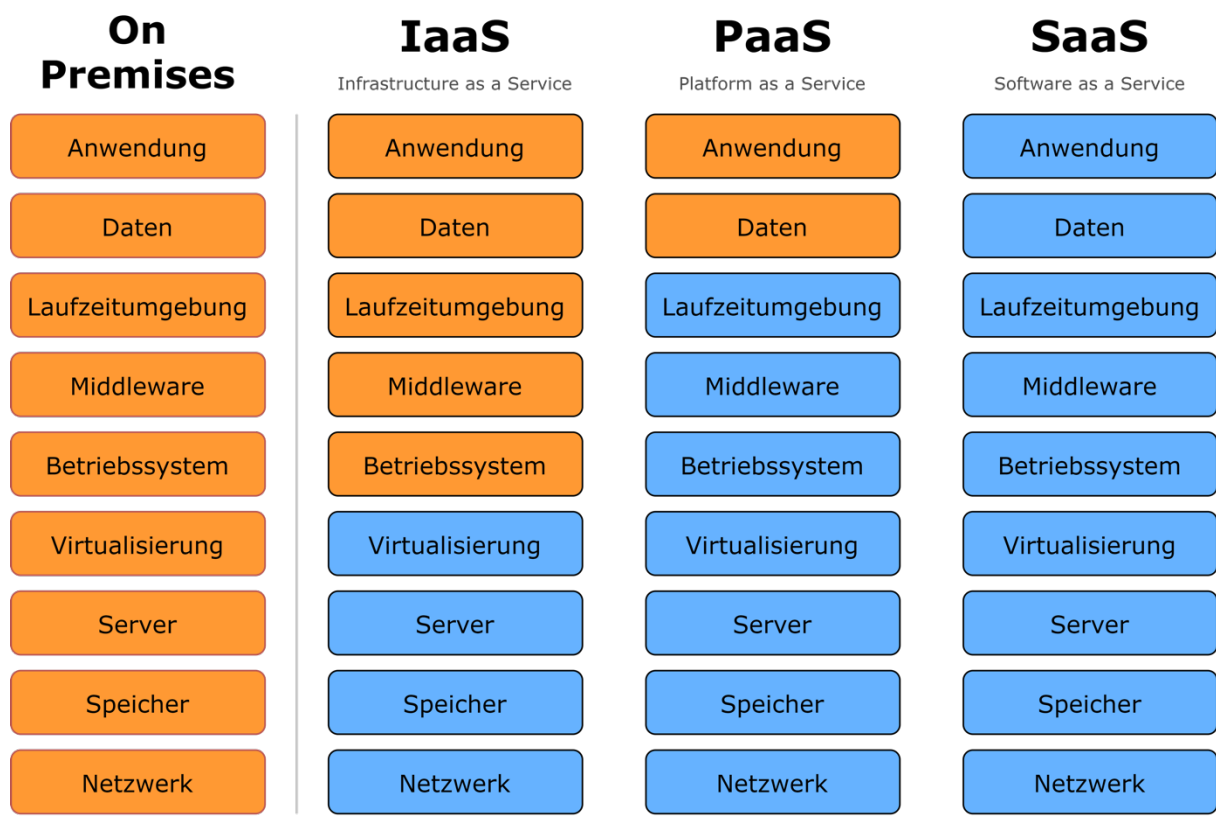 On
Premises
IaaS
Infrastructure as a Service
PaaS
Platform as a Service
SaaS
Software as a Service
Anwendung
Anwendung
Anwendung
Anwendung
Daten
Daten
Daten
Daten
Laufzeitumgebung
Laufzeitumgebung
Laufzeitumgebung
Laufzeitumgebung
Middleware
Middleware
Middleware
Middleware
Betriebssystem
Betriebssystem
Betriebssystem
Betriebssystem
Virtualisierung
Virtualisierung
Virtualisierung
Virtualisierung
Server
Server
Server
Server
Speicher
Speicher
Speicher
Speicher
Netzwerk
Netzwerk
Netzwerk
Netzwerk